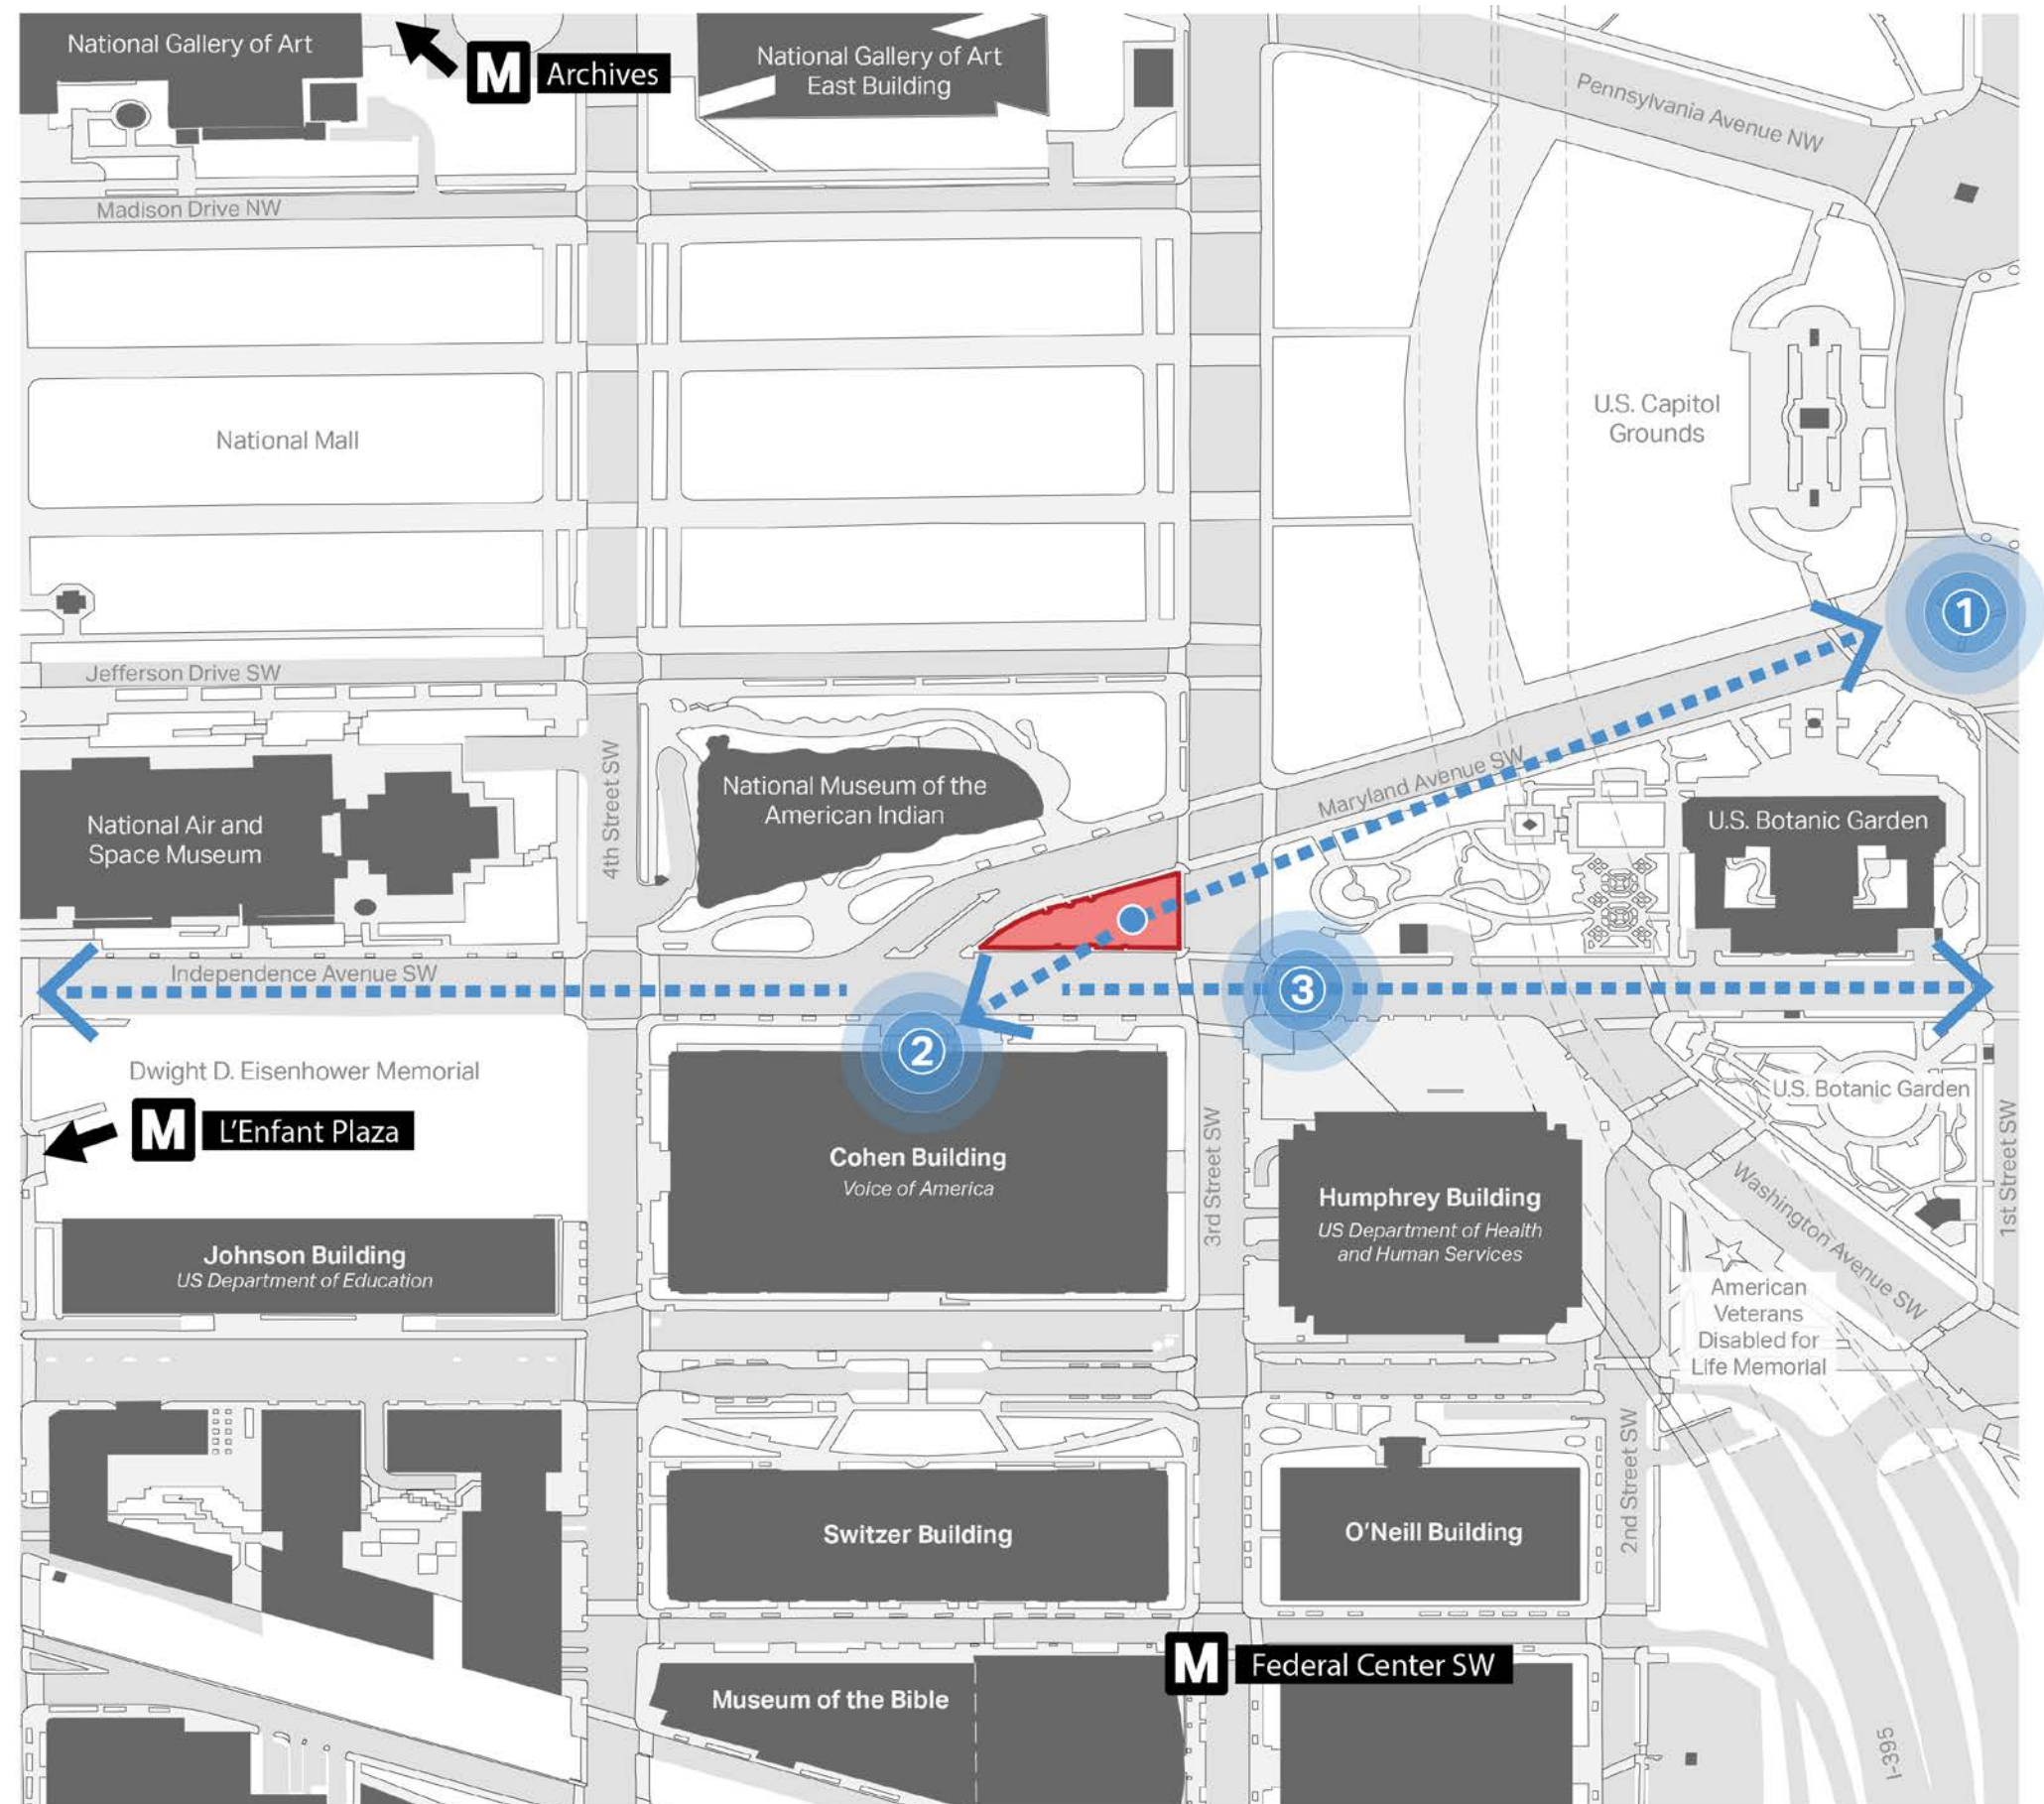 National Gallery of Art
M Archives
National Gallery of Art
East Building
Pennsylvania Avenue NW
Madison Drive NW
National Mall
U.S. Capitol
Grounds
1
Jefferson Drive SW
4th Street SW
National Museum of the
American Indian
Maryland Avenue SW
National Air and
Space Museum
U.S. Botanic Garden
Independence Avenue SW
3
2
Dwight D. Eisenhower Memorial
M L'Enfant Plaza
U.S. Botanic Garden
Cohen Building
Voice of America
3rd Street SW
Humphrey Building
US Department of Health
and Human Services
Washington Avenue SW
1st Street SW
Johnson Building
US Department of Education
American
Veterans
Disabled for
Life Memorial
Switzer Building
O'Neill Building
2nd Street SW
M Federal Center SW
Museum of the Bible
I-395